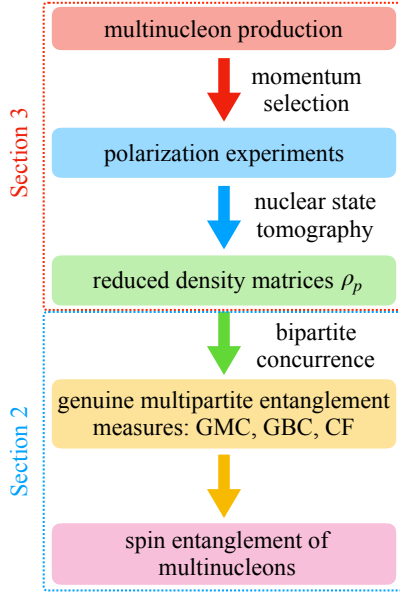 multinucleon production
momentum
selection
Section 3
polarization experiments
nuclear state
tomography
reduced density matrices ρₚ
bipartite
concurrence
Section 2
genuine multipartite entanglement
measures: GMC, GBC, CF
spin entanglement of
multinucleons